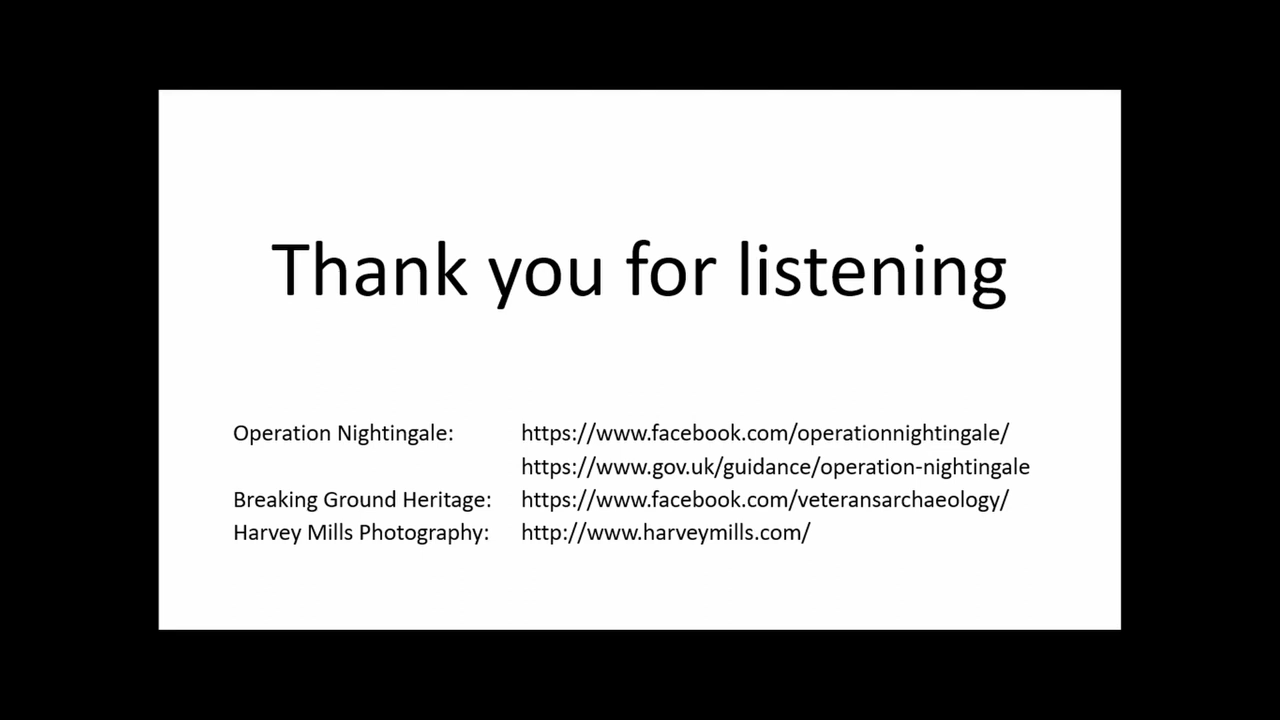 Thank you for listening
Operation Nightingale: https://www.facebook.com/operationnightingale/
https://www.gov.uk/guidance/operation-nightingale
Breaking Ground Heritage: https://www.facebook.com/veteransarchaeology/
Harvey Mills Photography: http://www.harveymills.com/